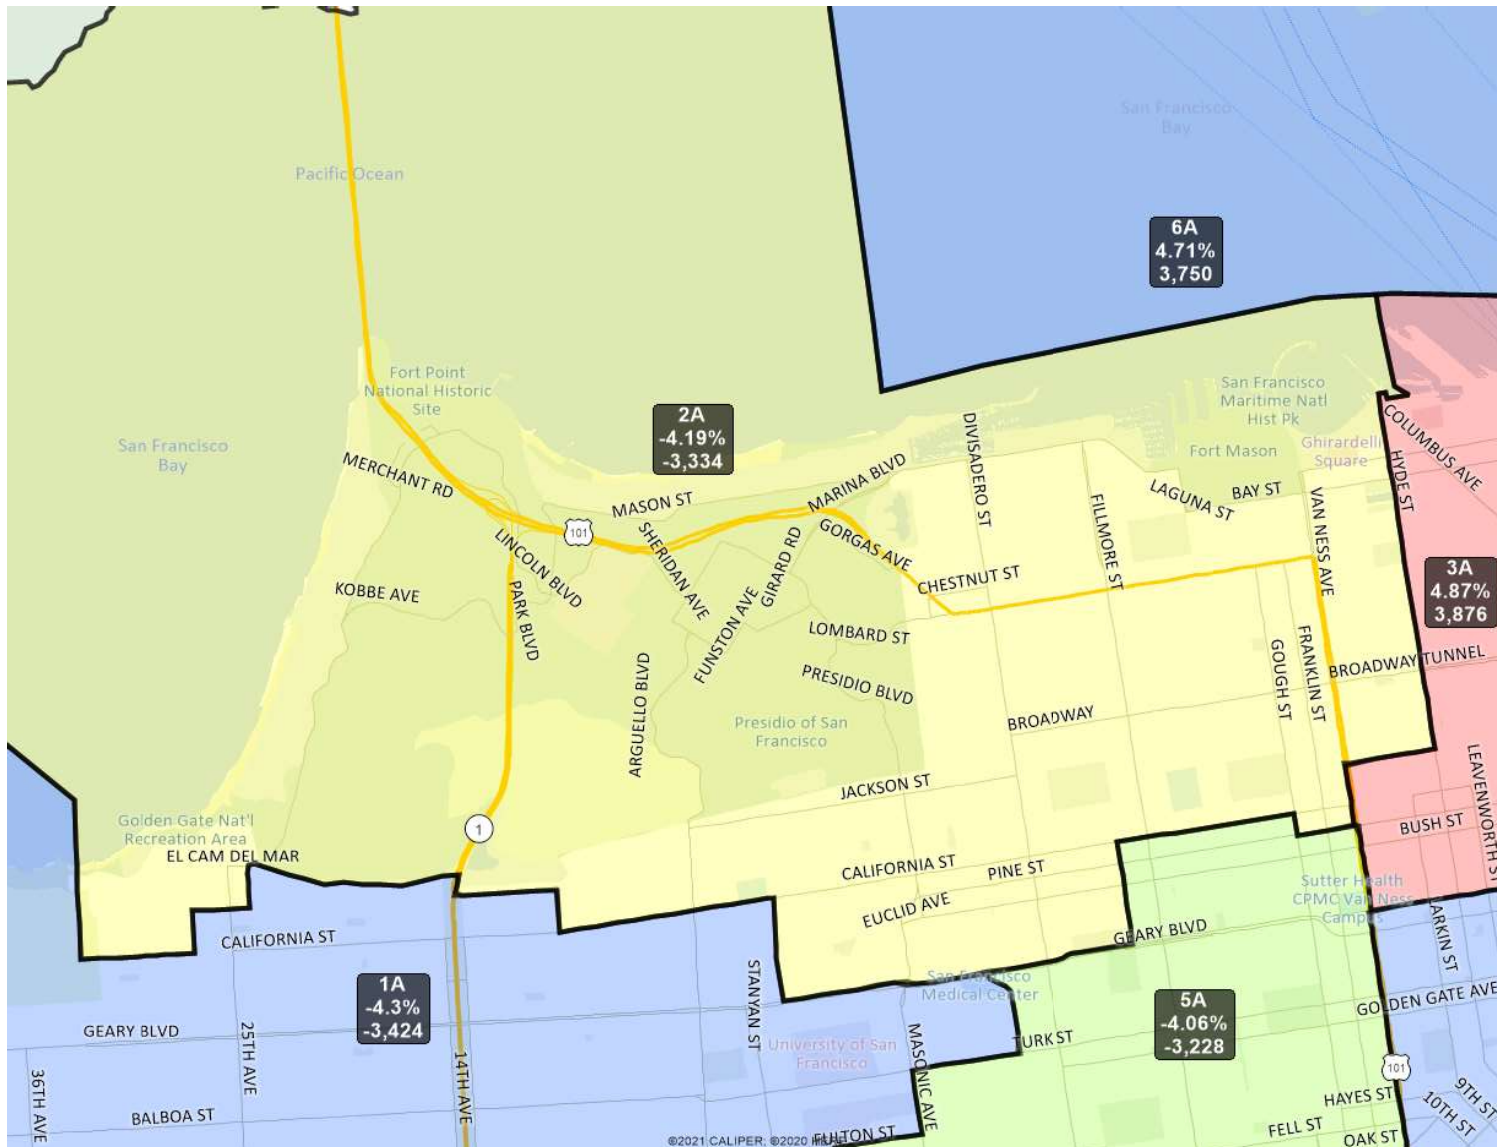 San Francisco
Bay
Pacific Ocean
6A
4.71%
3,750
Fort Point
National Historic
Site
San Francisco
Maritime Natl
Hist Pk
2A
-4.19%
-3,334
San Francisco
Bay
COLUMBUS AVE
DIVISADERO ST
Fort Mason
Ghirardelli
Square
HYDE ST
MERCHANT RD
MARINA BLVD
MASON ST
LAGUNA ST
BAY ST
VAN NESS AVE
FILLMORE ST
101
SHERIDAN AVE
GORGAS AVE
GIRARD RD
LINCOLN BLVD
CHESTNUT ST
3A
4.87%
3,876
KOBBE AVE
PARK BLVD
FUNSTON AVE
LOMBARD ST
FRANKLIN ST
GOUGH ST
BROADWAY TUNNEL
ARGUELLO BLVD
PRESIDIO BLVD
BROADWAY
Presidio of San
Francisco
LEAVENWORTH ST
JACKSON ST
Golden Gate Nat'l
Recreation Area
1
BUSH ST
EL CAM DEL MAR
CALIFORNIA ST
PINE ST
Sutter Health
CPMC Van Ness
Campus
EUCLID AVE
LARKIN ST
CALIFORNIA ST
GEARY BLVD
STANYAN ST
San Francisco
Medical Center
1A
-4.3%
-3,424
5A
-4.06%
-3,228
GOLDEN GATE AVE
GEARY BLVD
25TH AVE
14TH AVE
University of San
Francisco
MASONIC AVE
TURK ST
101
36TH AVE
HAYES ST
9TH ST
10TH ST
BALBOA ST
FULTON ST
FELL ST
OAK ST
©2021 CALIPER; ©2020 HERE